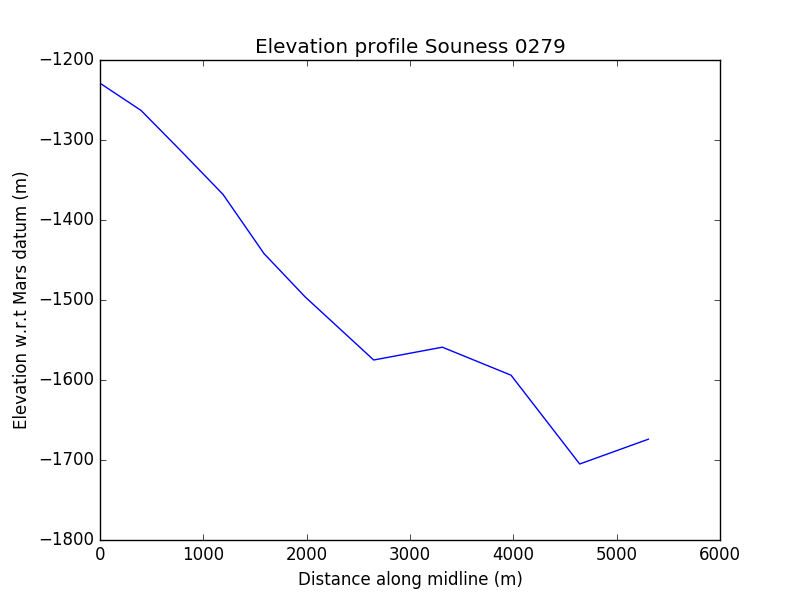 Elevation profile Souness 0279
−1200
−1300
−1400
−1500
−1600
−1700
−1800
Elevation w.r.t Mars datum (m)
0 1000 2000 3000 4000 5000 6000
Distance along midline (m)